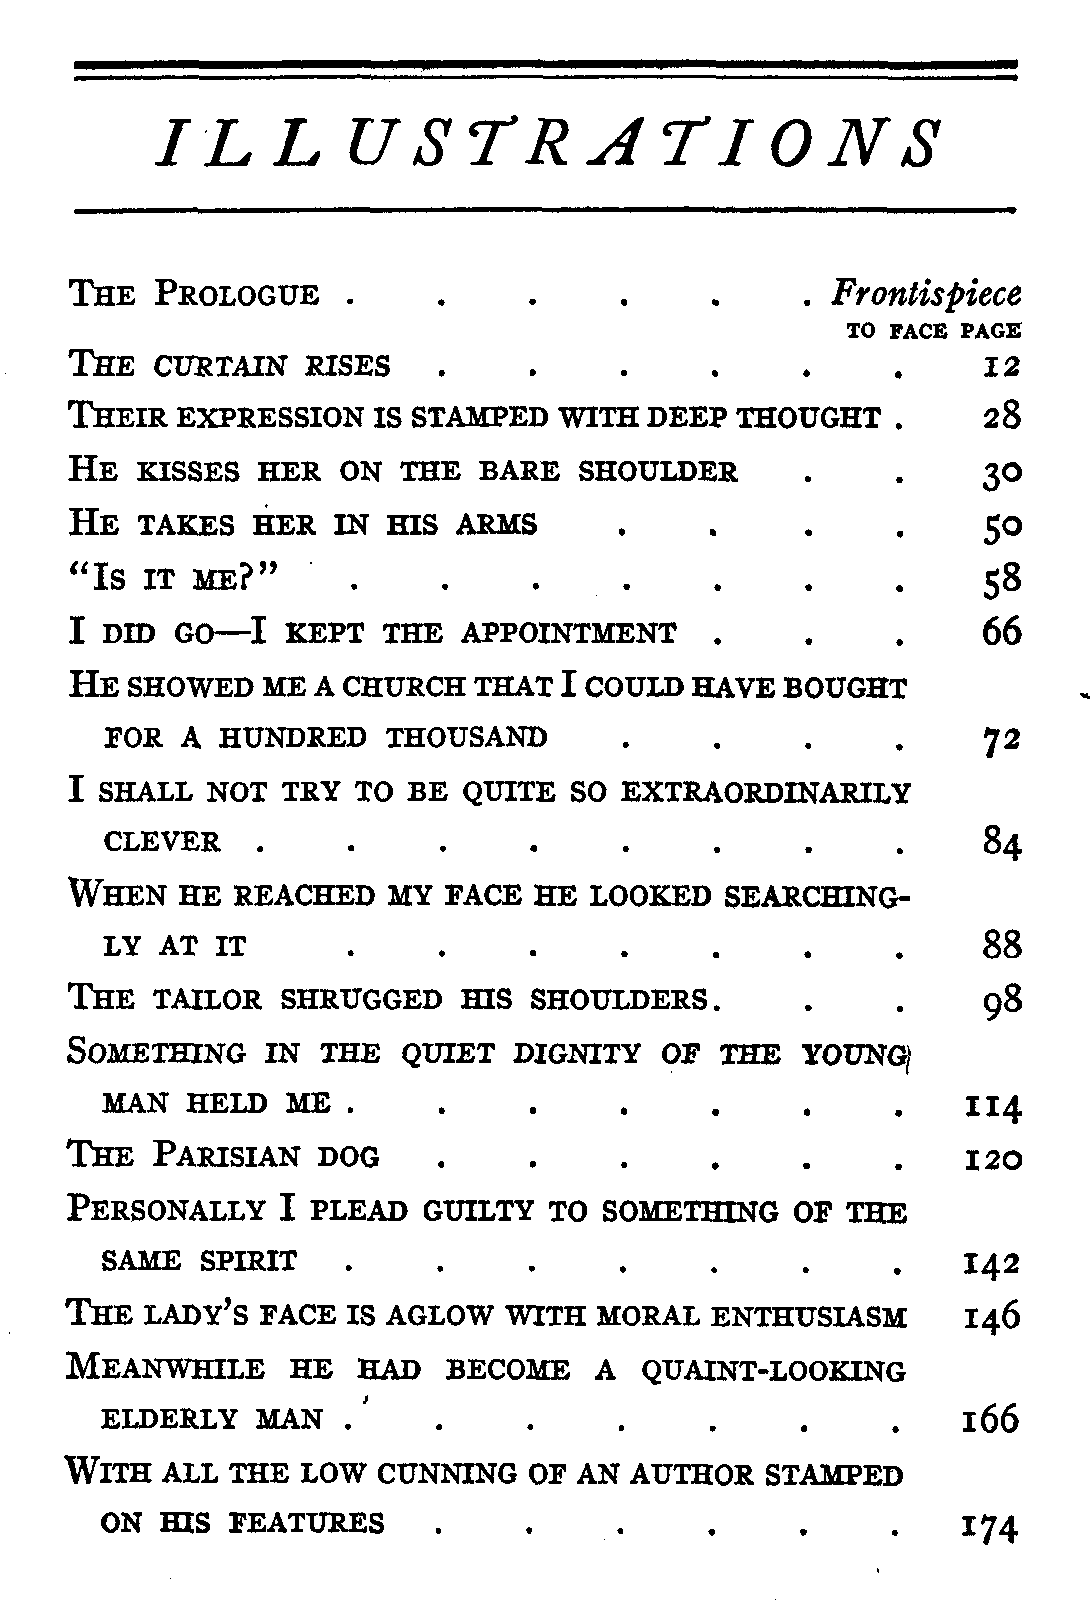 ILLUSTRATIONS
The Prologue . . . . . . Frontispiece
TO FACE PAGE
The curtain rises . . . . . . 12
Their expression is stamped with deep thought . 28
He kisses her on the bare shoulder . . 30
He takes her in his arms . . . . 50
“Is it me?” . . . . . . . 58
I did go—I kept the appointment . . . 66
He showed me a church that I could have bought
for a hundred thousand . . . . 72
I shall not try to be quite so extraordinarily
clever . . . . . . . . 84
When he reached my face he looked searching-
ly at it . . . . . . . 88
The tailor shrugged his shoulders. . . 98
Something in the quiet dignity of the young
man held me . . . . . . . 114
The Parisian dog . . . . . . 120
Personally I plead guilty to something of the
same spirit . . . . . . . 142
The lady’s face is aglow with moral enthusiasm 146
Meanwhile he had become a quaint-looking
elderly man . . . . . . . 166
With all the low cunning of an author stamped
on his features . . . . . . 174